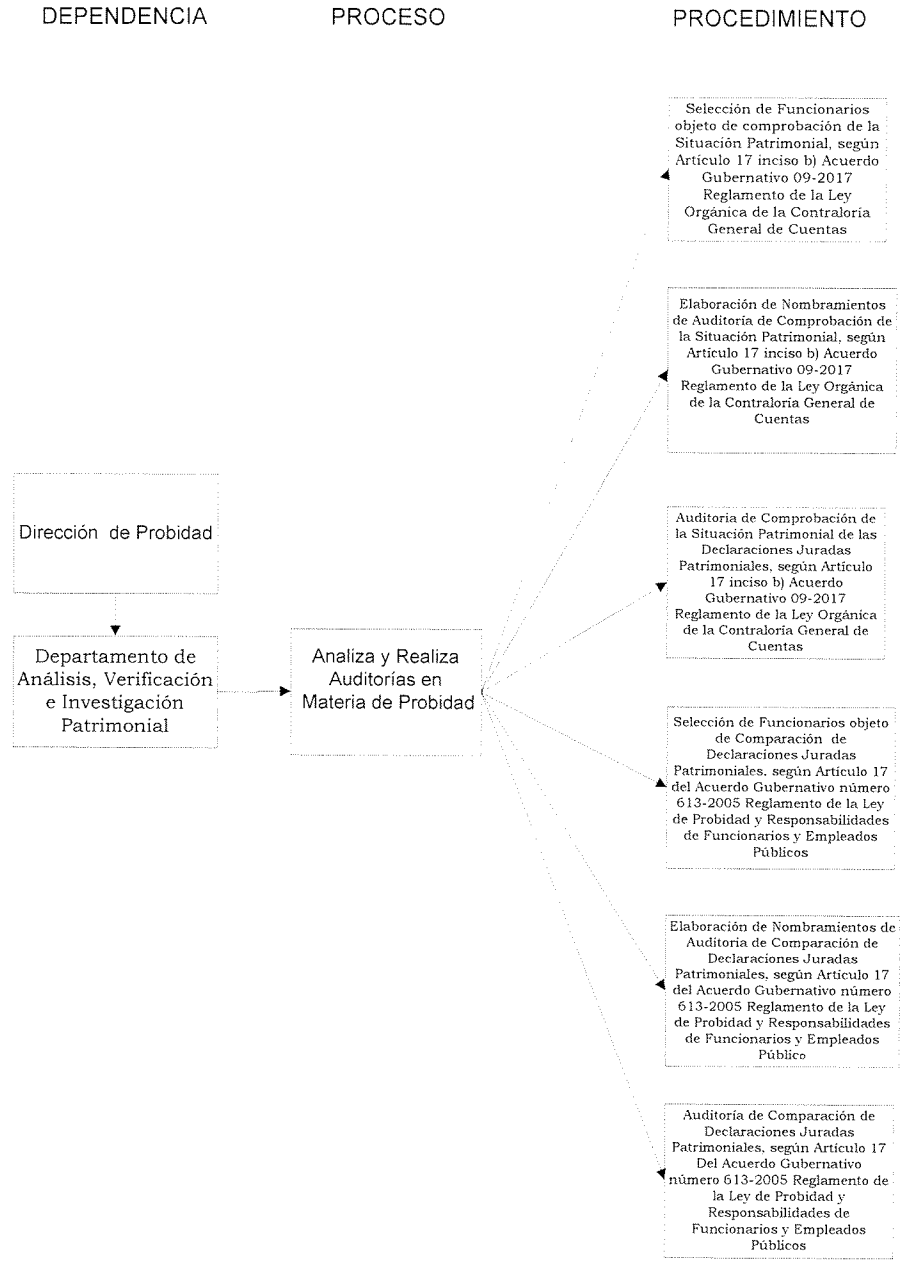 DEPENDENCIA
PROCESO
PROCEDIMIENTO
Dirección de Probidad
Departamento de
Análisis, Verificación
e Investigación
Patrimonial
Analiza y Realiza
Auditorías en
Materia de Probidad
Selección de Funcionarios
objeto de comprobación de la
Situación Patrimonial, según
Artículo 17 inciso b) Acuerdo
Gubernativo 09-2017
Reglamento de la Ley
Orgánica de la Contraloría
General de Cuentas
Elaboración de Nombramientos
de Auditoría de Comprobación de
la Situación Patrimonial, según
Artículo 17 inciso b) Acuerdo
Gubernativo 09-2017
Reglamento de la Ley Orgánica
de la Contraloría General de
Cuentas
Auditoria de Comprobación de
la Situación Patrimonial de las
Declaraciones Juradas
Patrimoniales, según Artículo
17 inciso b) Acuerdo
Gubernativo 09-2017
Reglamento de la Ley Orgánica
de la Contraloría General de
Cuentas
Selección de Funcionarios objeto
de Comparación de
Declaraciones Juradas
Patrimoniales, según Artículo 17
del Acuerdo Gubernativo número
613-2005 Reglamento de la Ley
de Probidad y Responsabilidades
de Funcionarios y Empleados
Públicos
Elaboración de Nombramientos de
Auditoria de Comparación de
Declaraciones Juradas
Patrimoniales, según Artículo 17
del Acuerdo Gubernativo número
613-2005 Reglamento de la Ley
de Probidad y Responsabilidades
de Funcionarios y Empleados
Público
Auditoría de Comparación de
Declaraciones Juradas
Patrimoniales, según Artículo 17
Del Acuerdo Gubernativo
número 613-2005 Reglamento de
la Ley de Probidad y
Responsabilidades de
Funcionarios y Empleados
Públicos